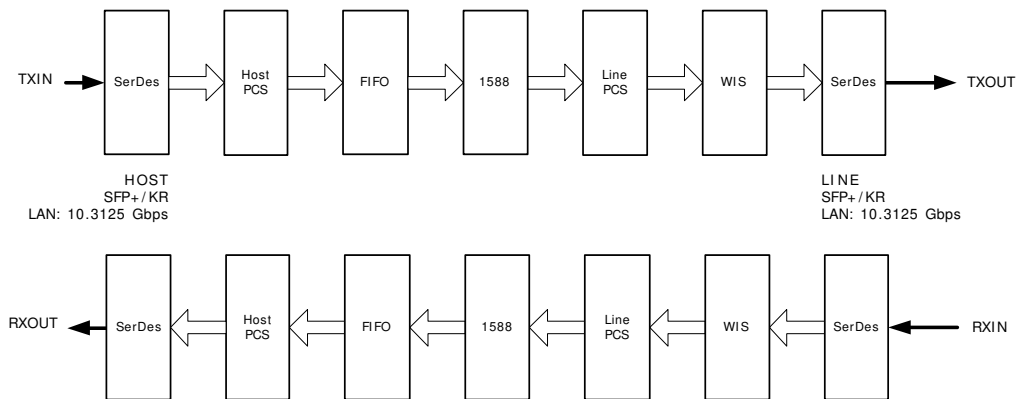 TXIN
SerDes
Host
PCS
FIFO
1588
Line
PCS
WIS
SerDes
TXOUT
HOST
SFP+/KR
LAN: 10.3125 Gbps
LINE
SFP+/KR
LAN: 10.3125 Gbps
RXOUT
SerDes
Host
PCS
FIFO
1588
Line
PCS
WIS
SerDes
RXIN